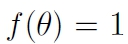 f(θ) = 1